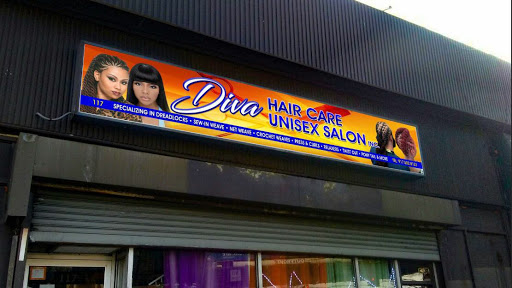 Diva HAIR CARE
UNISEX SALON INC
117 SPECIALIZING IN DREADLOCKS • SEW-IN WEAVE • NET WEAVE • CROCHET WEAVES • PRESS & CURLS • RELAXERS • TWIST OUT • PONY TAIL & MORE